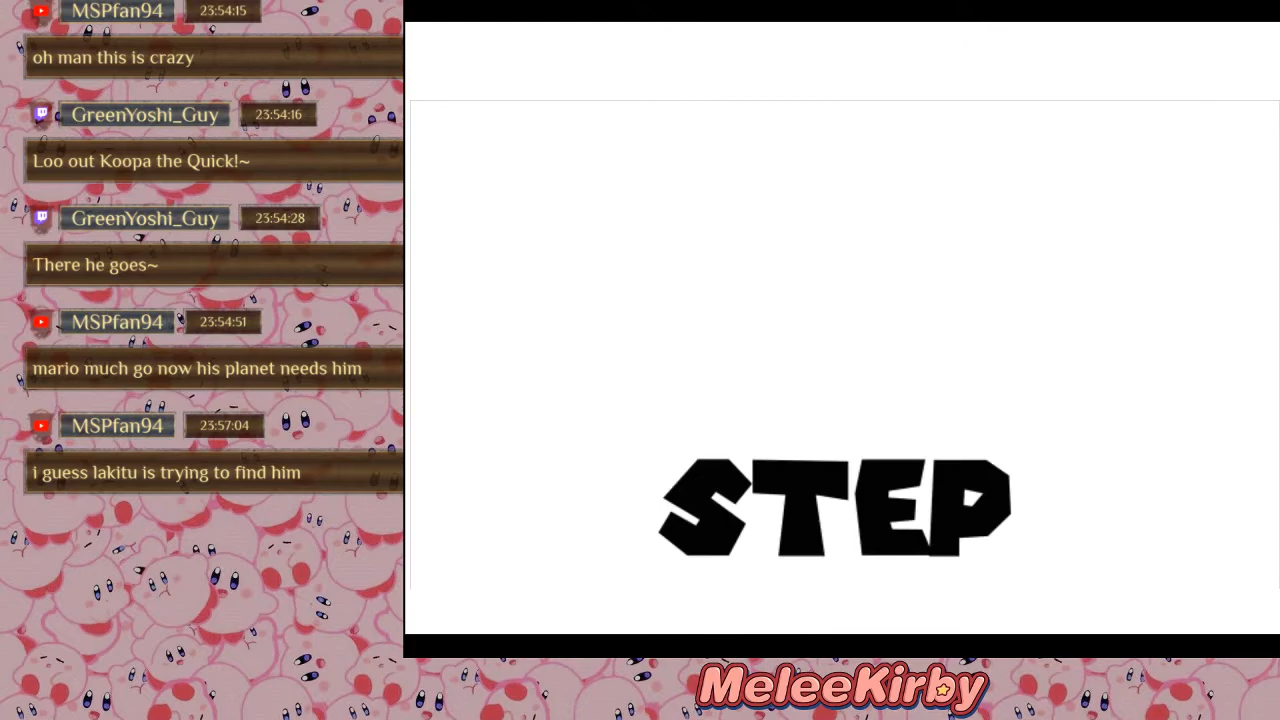 MSPfan94 23:54:15
oh man this is crazy
GreenYoshi_Guy 23:54:16
Loo out Koopa the Quick!~
GreenYoshi_Guy 23:54:28
There he goes~
MSPfan94 23:54:51
mario much go now his planet needs him
MSPfan94 23:57:04
i guess lakitu is trying to find him
STEP
MeleeKirby